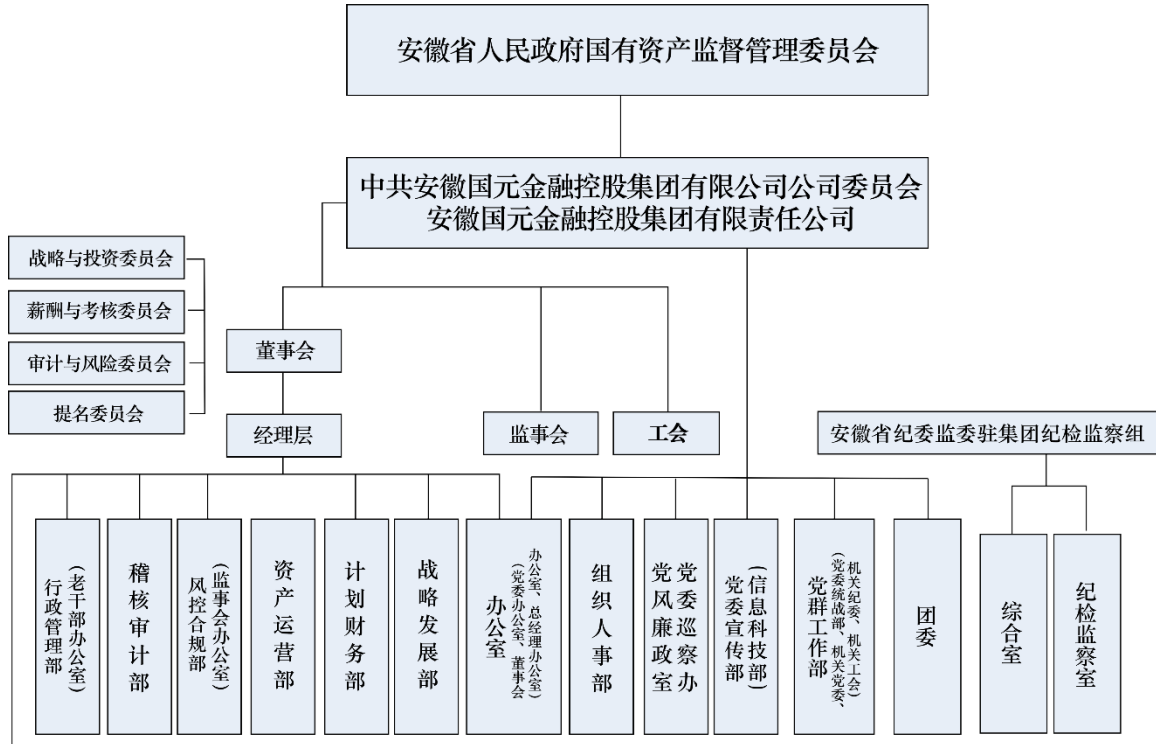 安徽省人民政府国有资产监督管理委员会
中共安徽国元金融控股集团有限公司公司委员会
安徽国元金融控股集团有限责任公司
战略与投资委员会
薪酬与考核委员会
审计与风险委员会
提名委员会
董事会
经理层
监事会
工会
安徽省纪委监委驻集团纪检监察组
行政管理部
(老干部办公室)
稽核审计部
风控合规部
(监事会办公室)
资产运营部
计划财务部
战略发展部
办公室
(党委办公室、董事会
办公室、总经理办公室)
组织人事部
党风廉政室
党委巡察办
党委宣传部
(信息科技部)
党群工作部
(党委统战部、机关党委、
机关纪委、机关工会)
团委
综合室
纪检监察室